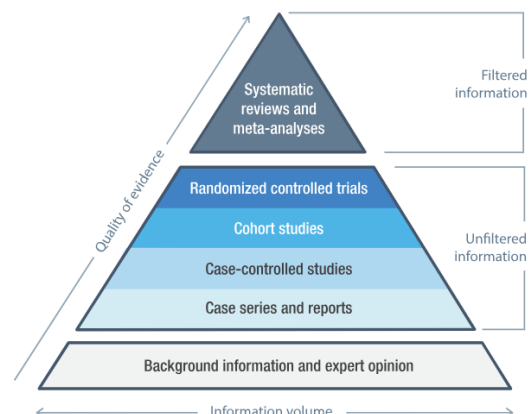 Systematic
reviews and
meta-analyses
Filtered
information
Quality of evidence
Randomized controlled trials
Cohort studies
Case-controlled studies
Case series and reports
Unfiltered
information
Background information and expert opinion
Information volume